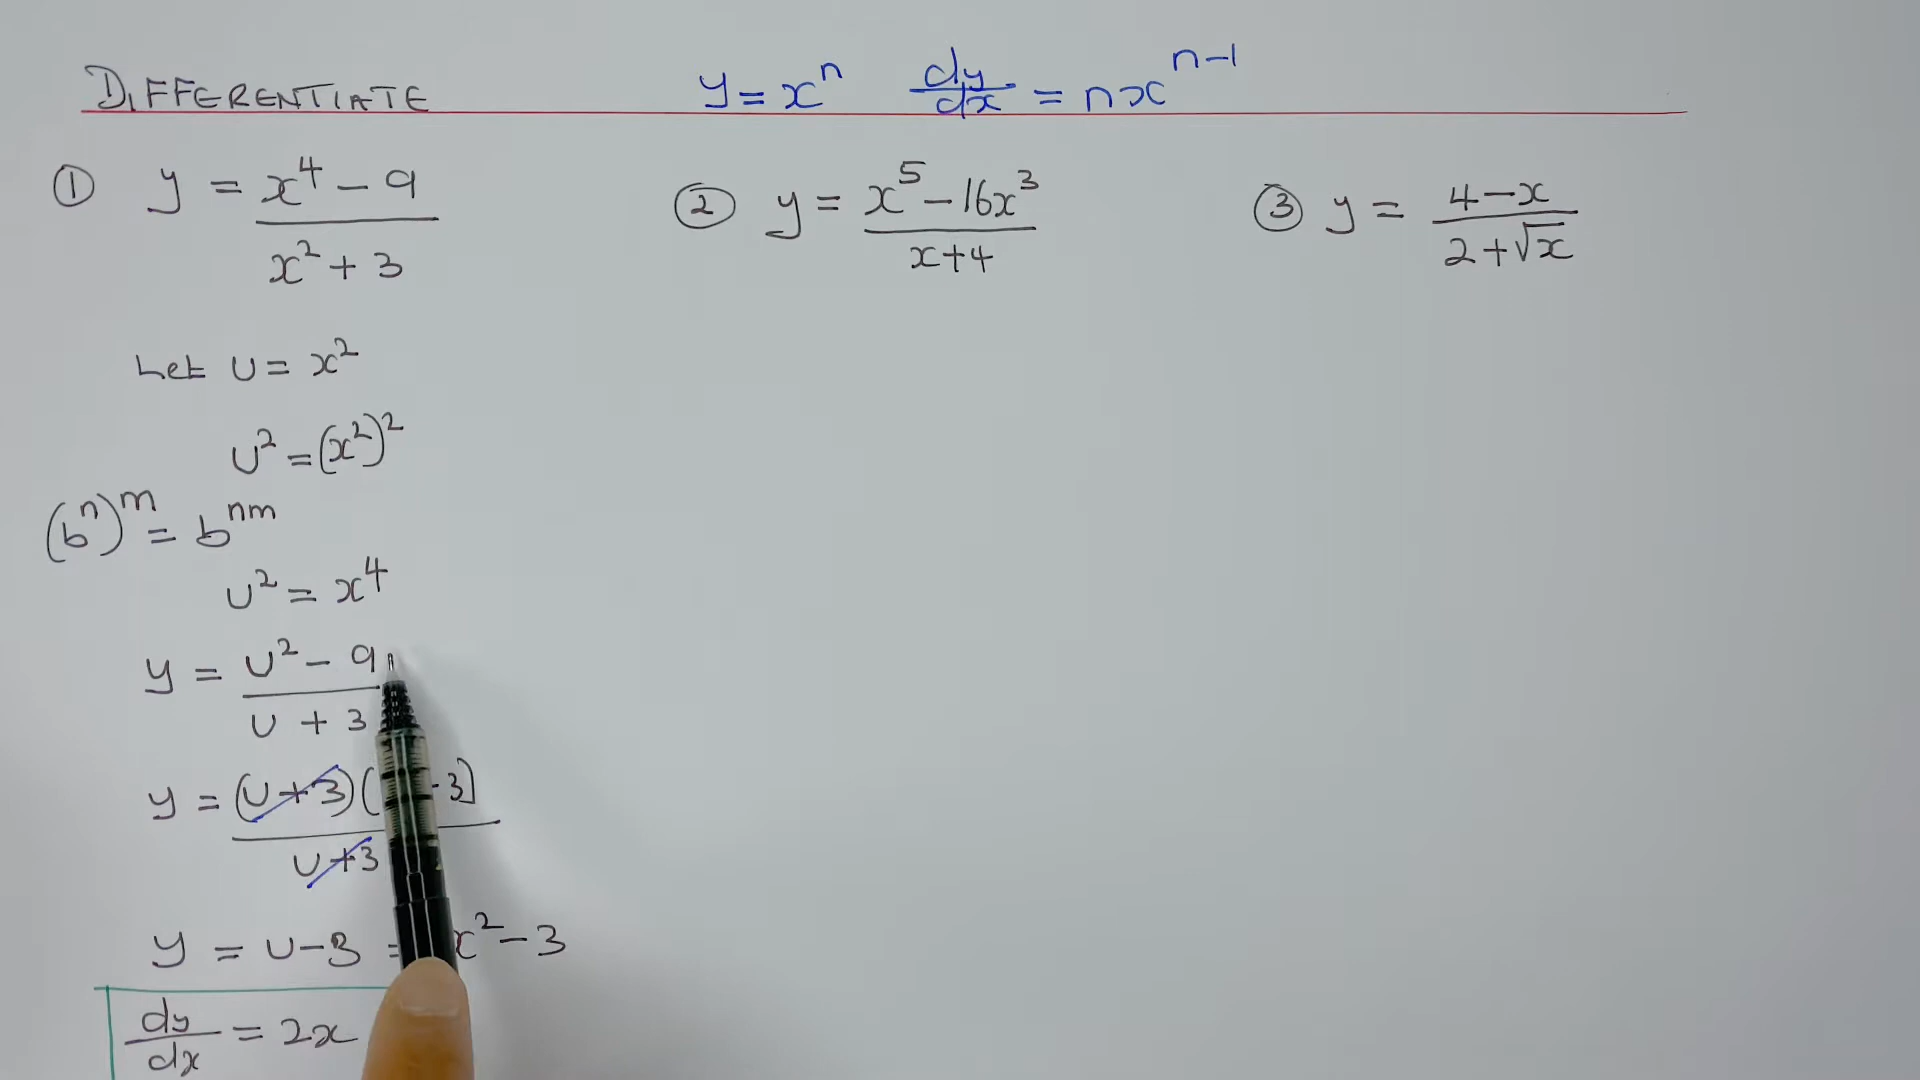 DIFFERENTIATE y = x^n dy/dx = nx^(n-1)
① y = (x^4 - 9)/(x^2 + 3)
② y = (x^5 - 16x^3)/(x+4)
③ y = (4-x)/(2+√x)
Let u = x^2
u^2 = (x^2)^2
(b^n)^m = b^nm
u^2 = x^4
y = (u^2 - 9)/(u + 3)
y = (u+3)( -3)/(u+3)
y = u-3 = x^2 - 3
dy/dx = 2x